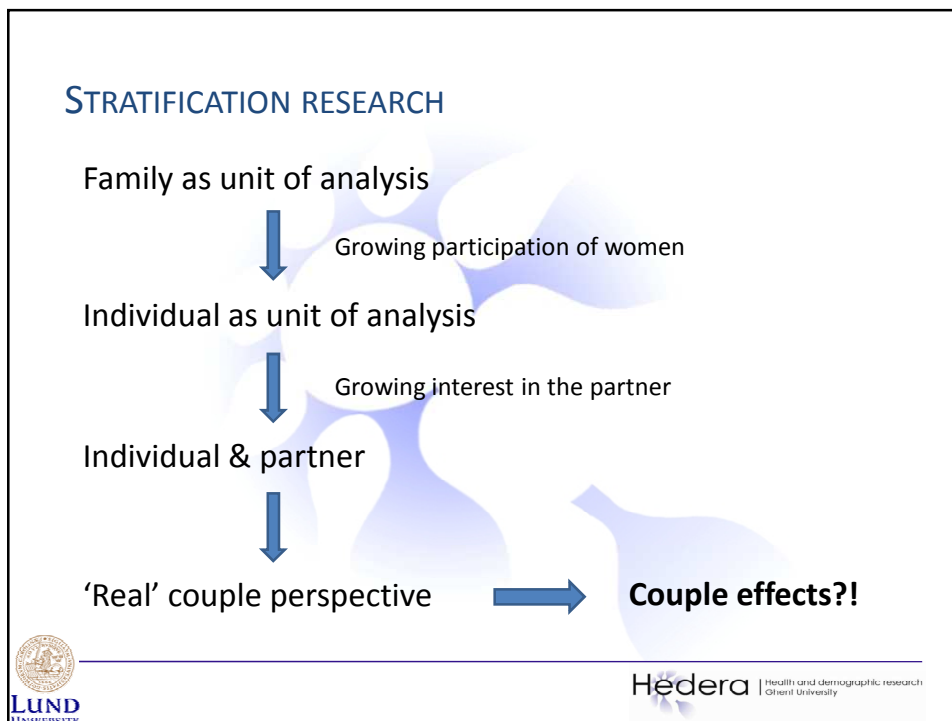 STRATIFICATION RESEARCH
Family as unit of analysis
Growing participation of women
Individual as unit of analysis
Growing interest in the partner
Individual & partner
‘Real’ couple perspective
Couple effects?!
Hedera | Health and demographic research
Ghent University
LUND
UNIVERSITY